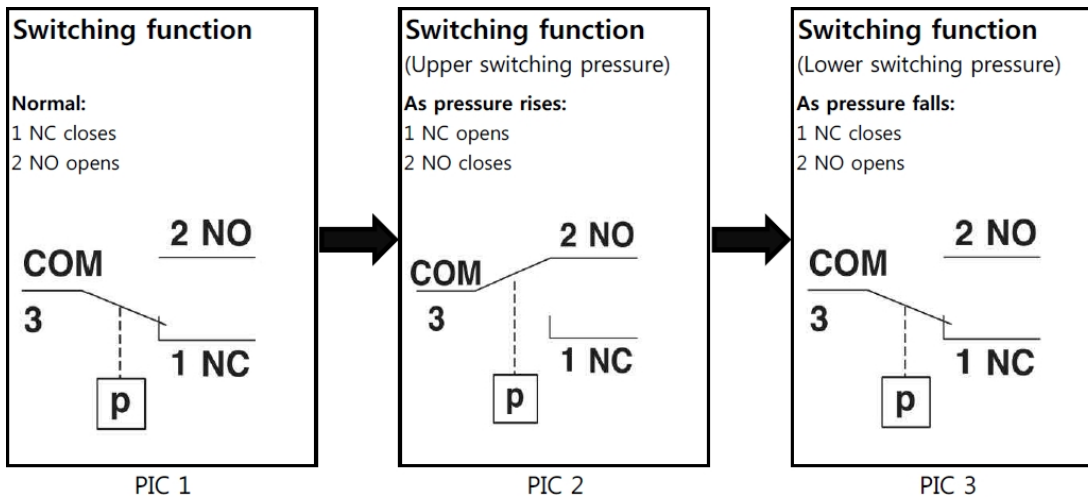 Switching function
Normal:
1 NC closes
2 NO opens
2 NO
COM
3
1 NC
p
PIC 1
Switching function
(Upper switching pressure)
As pressure rises:
1 NC opens
2 NO closes
2 NO
COM
3
1 NC
p
PIC 2
Switching function
(Lower switching pressure)
As pressure falls:
1 NC closes
2 NO opens
2 NO
COM
3
1 NC
p
PIC 3